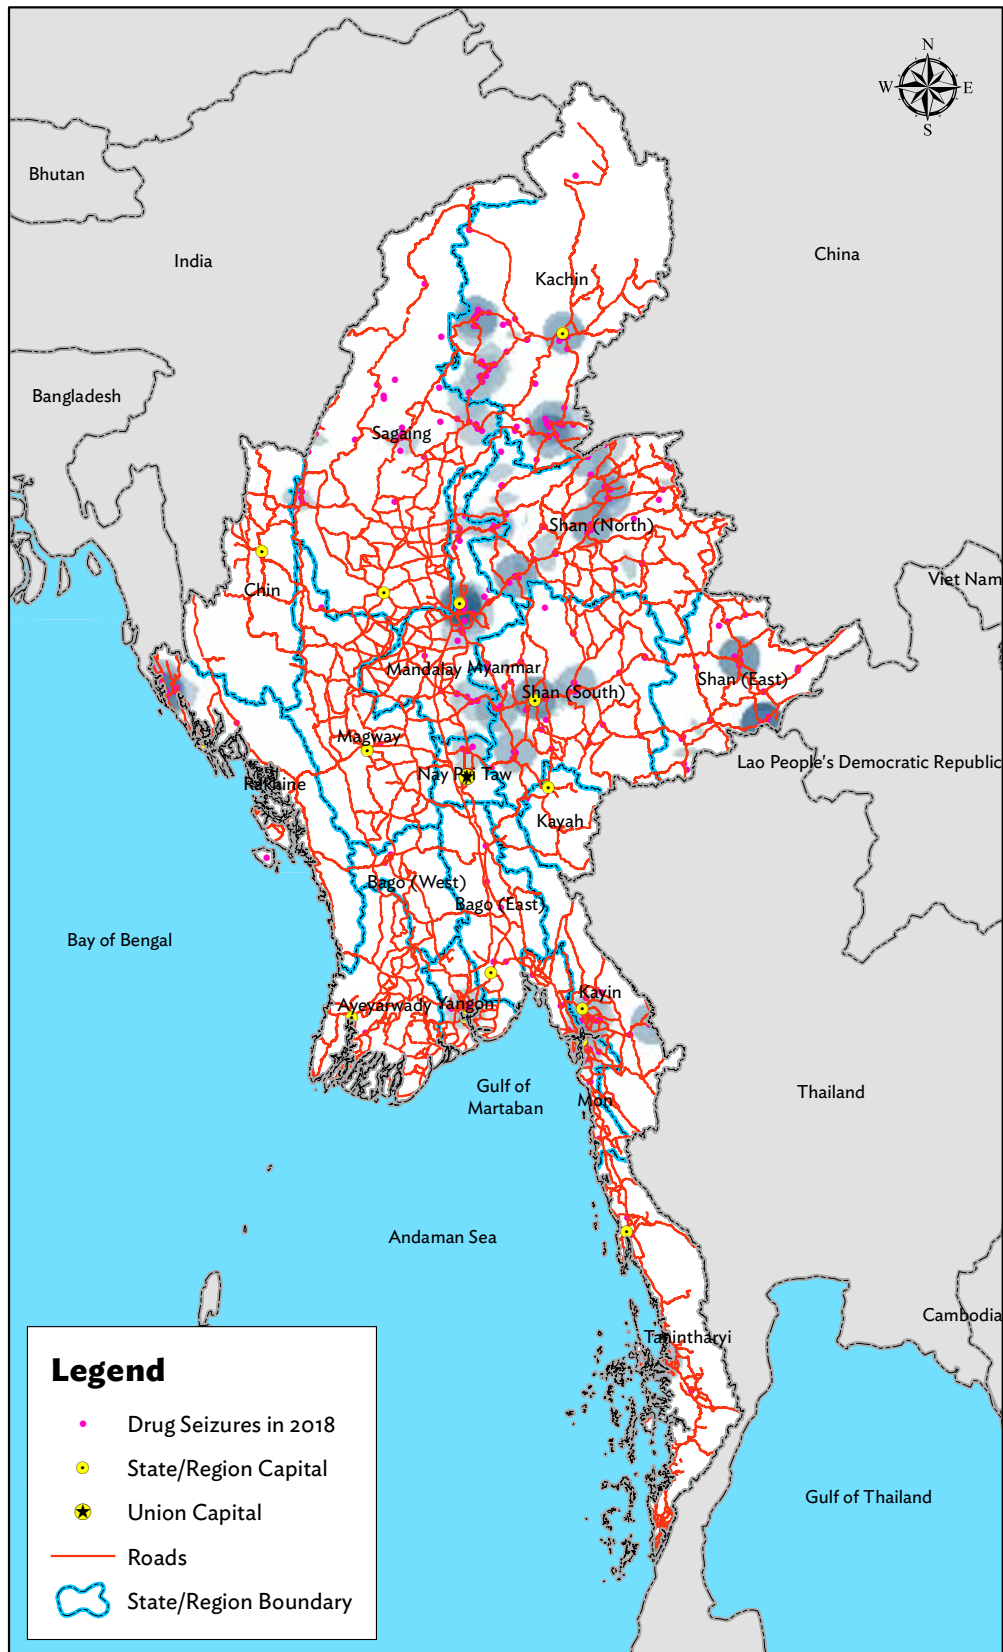 N
W
E
S
Bhutan
India
China
Kachin
Bangladesh
Sagaing
Shan (North)
Viet Nam
Chin
Mandalay
Myanmar
Shan (East)
Shan (South)
Magway
Lao People's Democratic Republic
Nay Pyi Taw
Rakhine
Kayah
Bago (West)
Bago (East)
Bay of Bengal
Kayin
Ayeyarwady
Yangon
Gulf of
Martaban
Mon
Thailand
Andaman Sea
Cambodia
Tanintharyi
Gulf of Thailand
Legend
Drug Seizures in 2018
State/Region Capital
Union Capital
Roads
State/Region Boundary